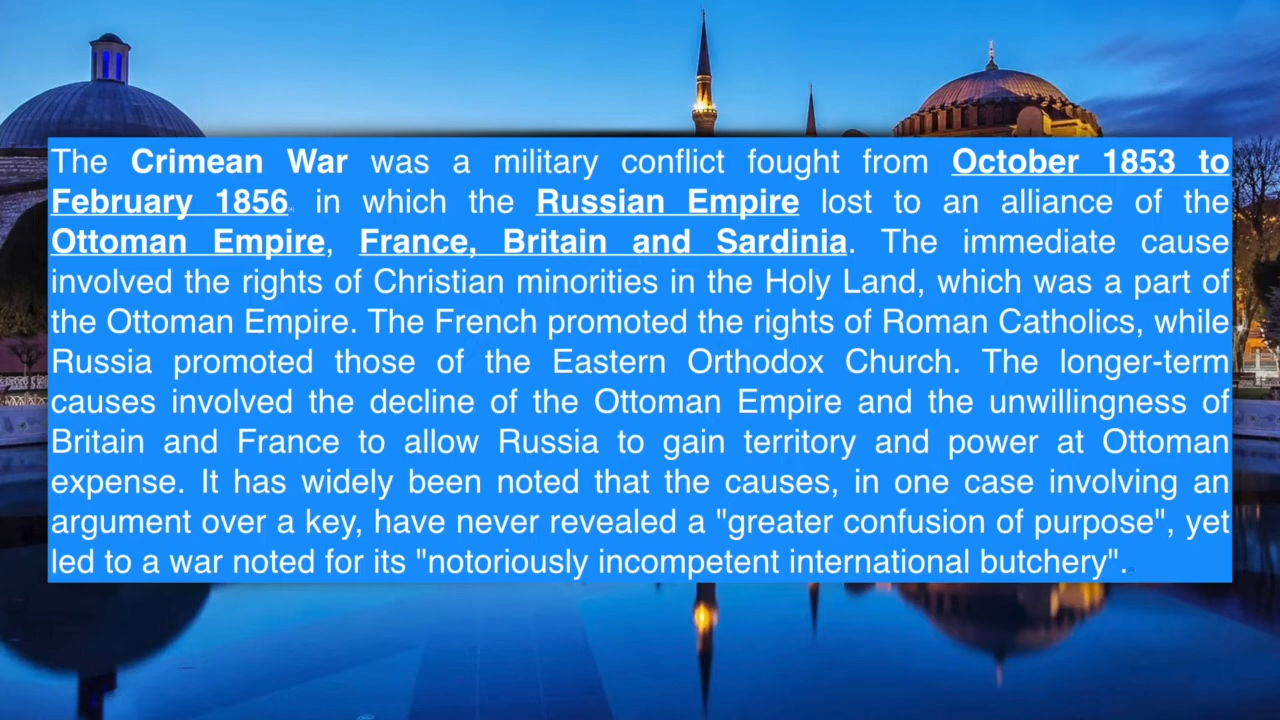 The Crimean War was a military conflict fought from October 1853 to
February 1856 in which the Russian Empire lost to an alliance of the
Ottoman Empire, France, Britain and Sardinia. The immediate cause
involved the rights of Christian minorities in the Holy Land, which was a part of
the Ottoman Empire. The French promoted the rights of Roman Catholics, while
Russia promoted those of the Eastern Orthodox Church. The longer-term
causes involved the decline of the Ottoman Empire and the unwillingness of
Britain and France to allow Russia to gain territory and power at Ottoman
expense. It has widely been noted that the causes, in one case involving an
argument over a key, have never revealed a "greater confusion of purpose", yet
led to a war noted for its "notoriously incompetent international butchery".